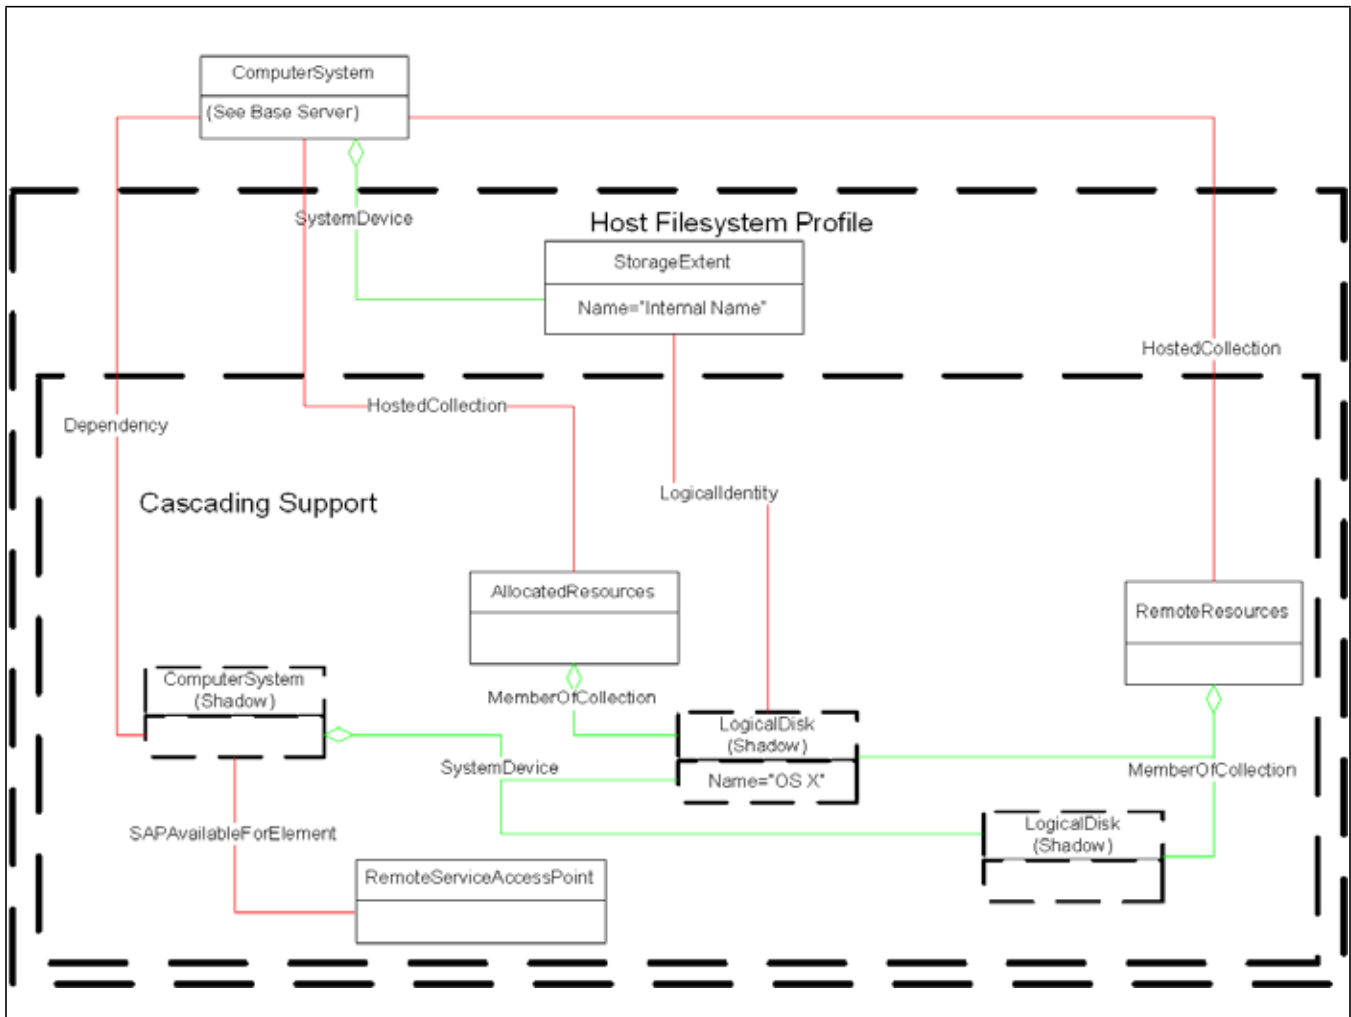 ComputerSystem
(See Base Server)
SystemDevice
Host Filesystem Profile
StorageExtent
Name="Internal Name"
HostedCollection
HostedCollection
Dependency
LogicalIdentity
Cascading Support
AllocatedResources
RemoteResources
ComputerSystem
(Shadow)
MemberOfCollection
LogicalDisk
(Shadow)
Name="OS X"
SystemDevice
MemberOfCollection
LogicalDisk
(Shadow)
SAPAvailableForElement
RemoteServiceAccessPoint